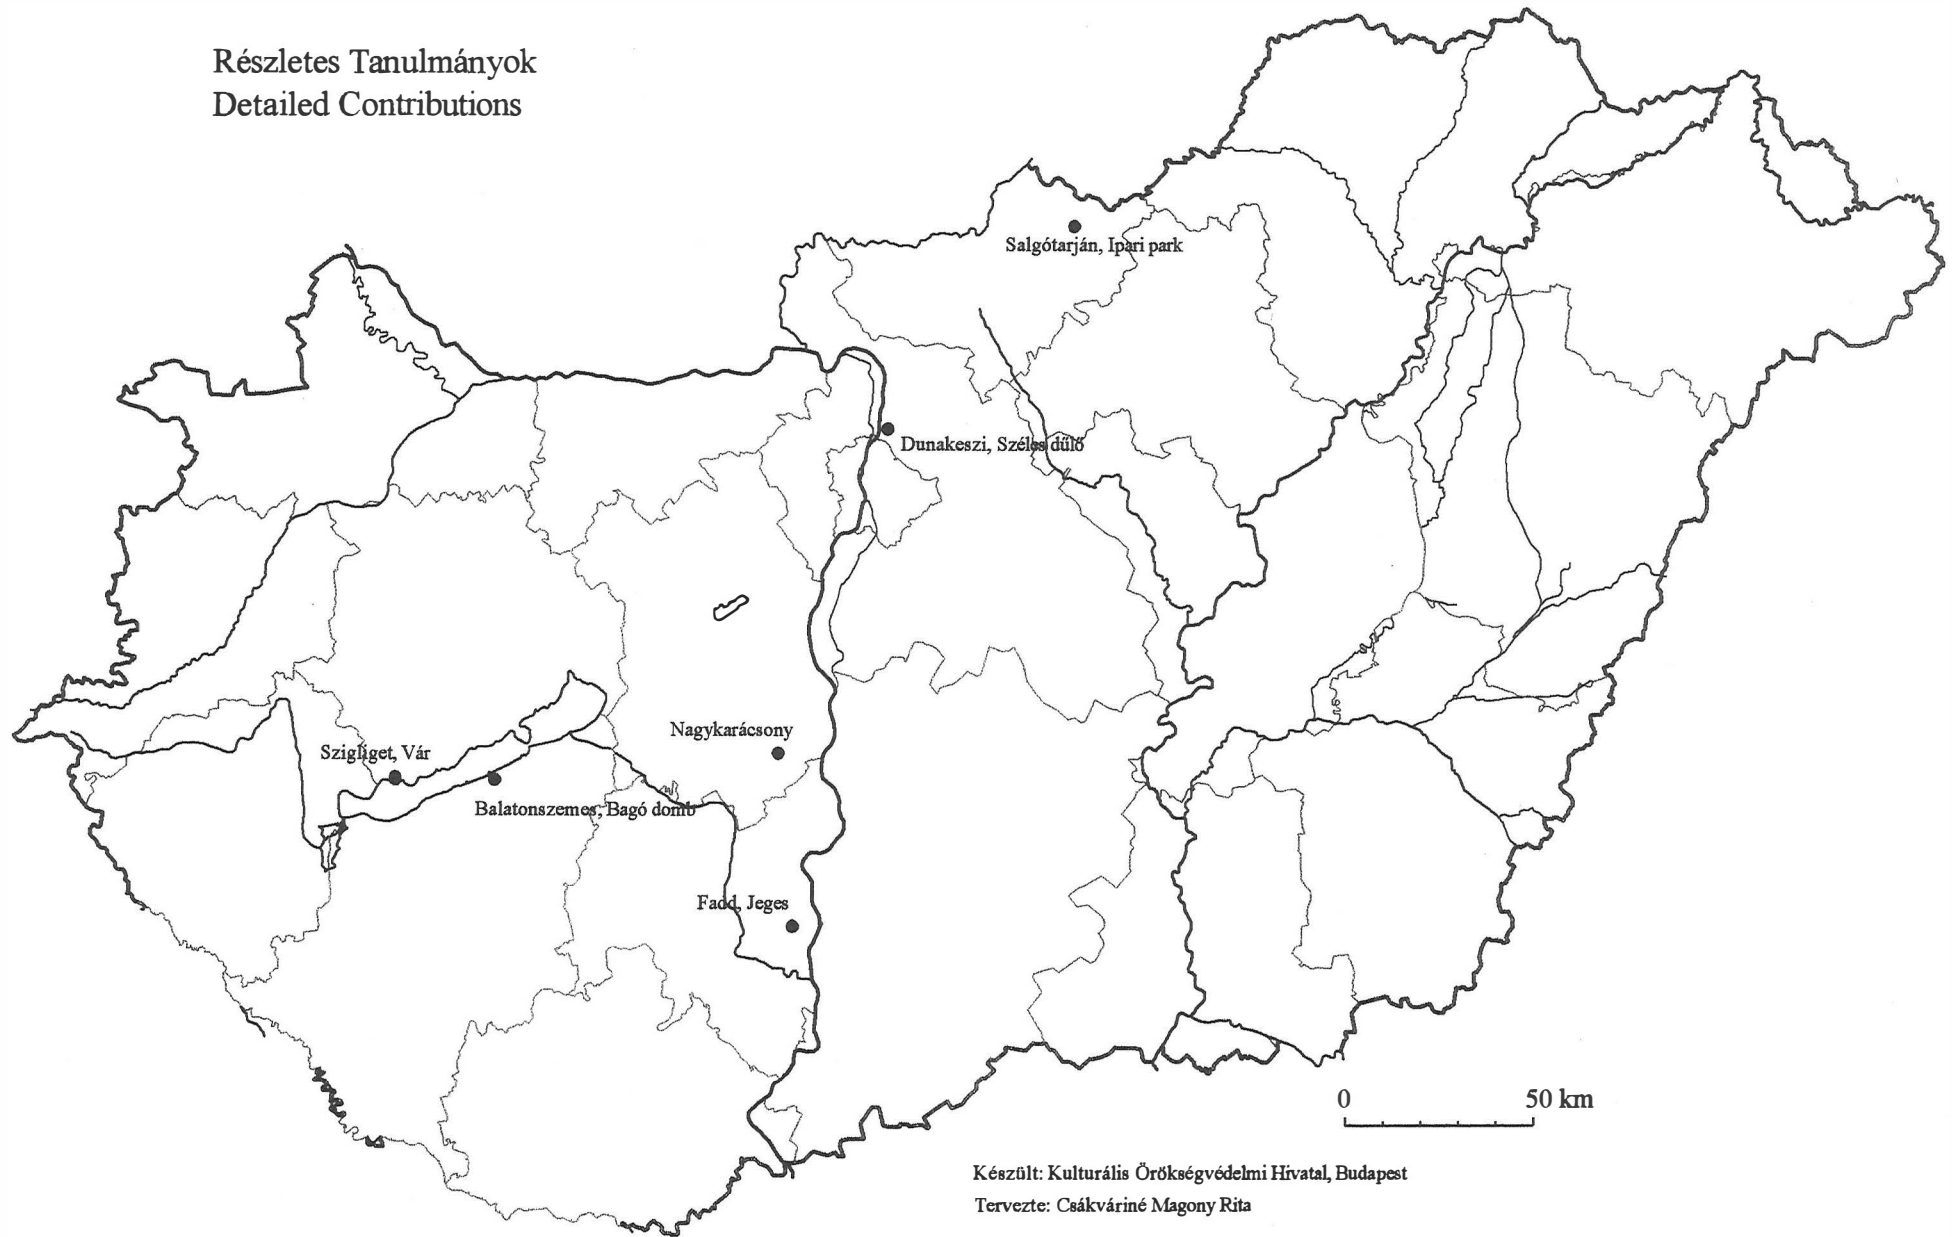 Részletes Tanulmányok
Detailed Contributions
Salgótarján, Ipari park
Dunakeszi, Széles dűlő
Nagykarácsony
Szigliget, Vár
Balatonszemes, Bagó domb
Fadd, Jeges
0 50 km
Készült: Kulturális Örökségvédelmi Hivatal, Budapest
Tervezte: Csákváriné Magony Rita